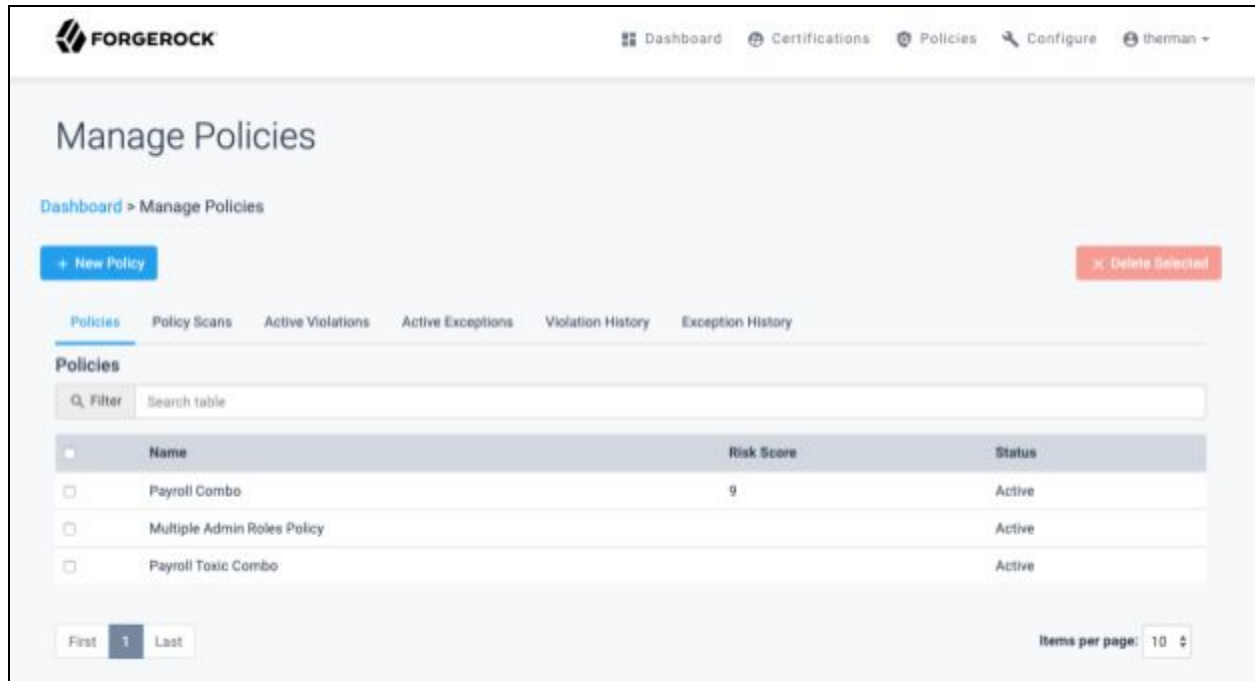 FORGEROCK Dashboard Certifications Policies Configure therman
Manage Policies
Dashboard > Manage Policies
+ New Policy × Delete Selected
Policies Policy Scans Active Violations Active Exceptions Violation History Exception History
Policies
Filter Search table
Name Risk Score Status
Payroll Combo 9 Active
Multiple Admin Roles Policy Active
Payroll Toxic Combo Active
First 1 Last Items per page: 10